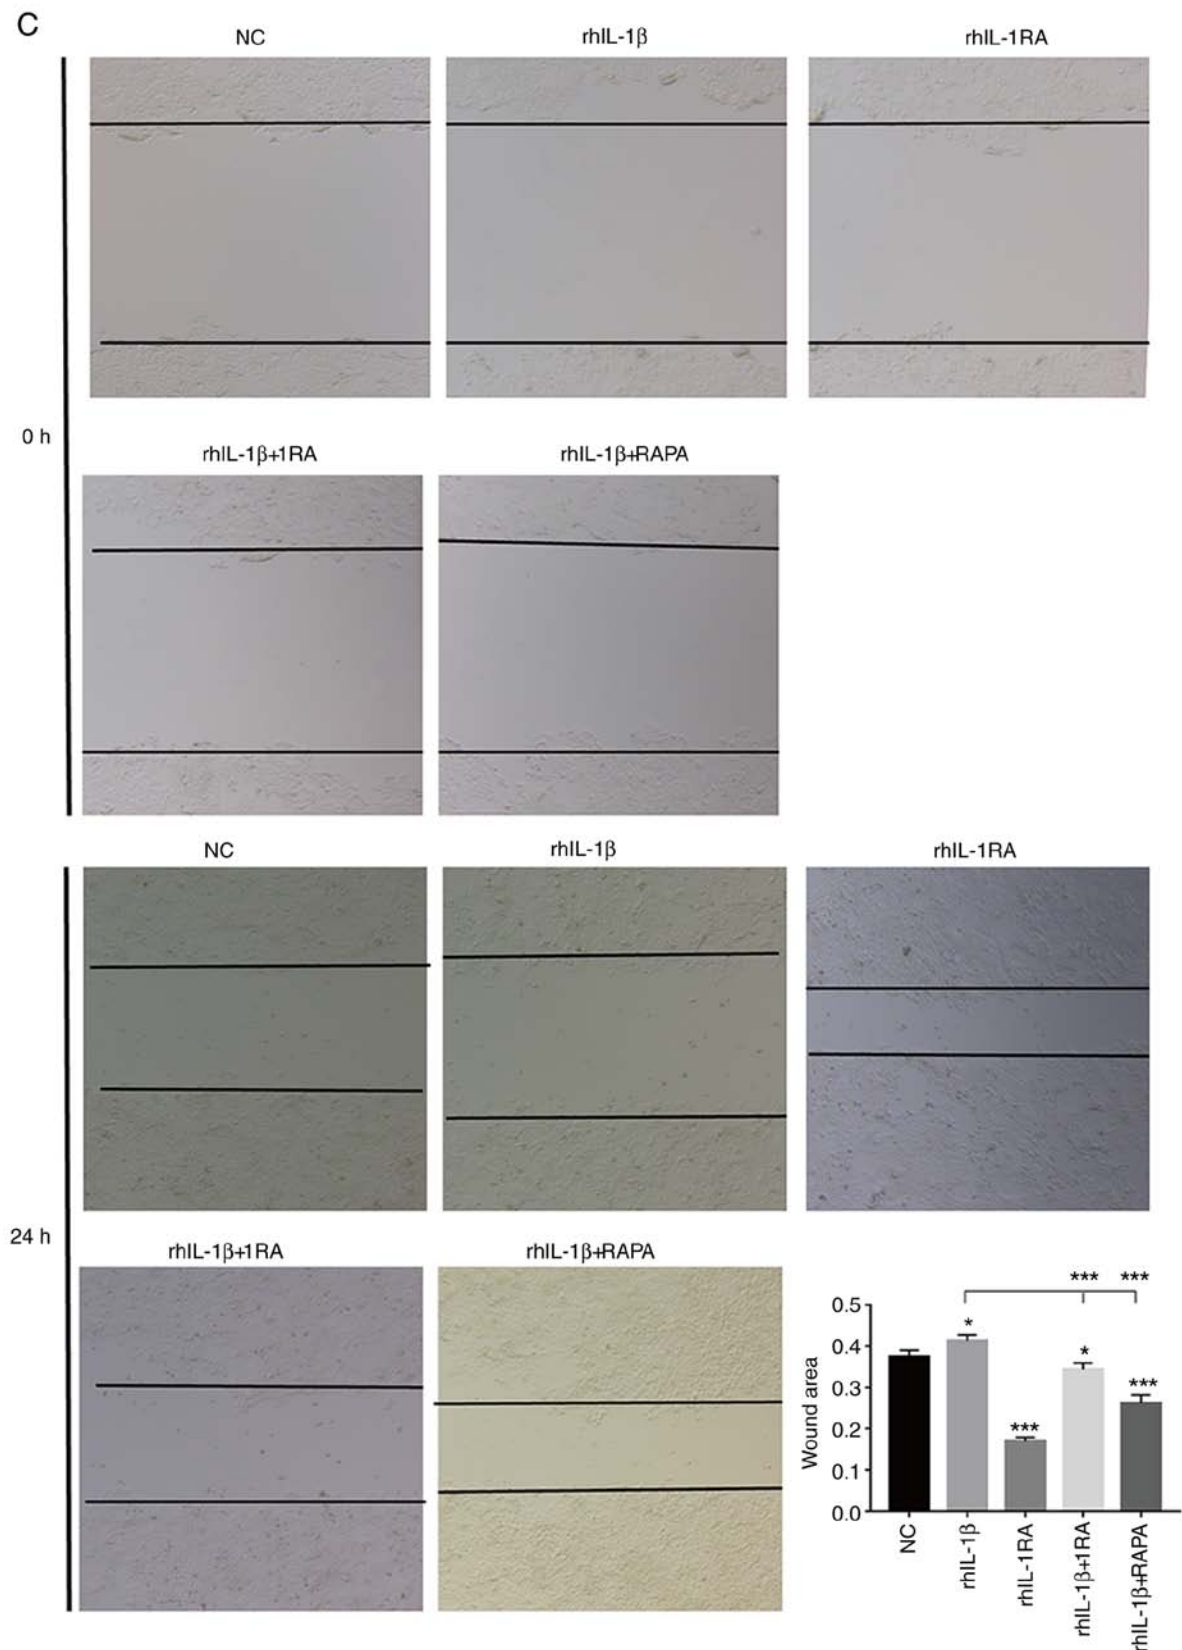 C
NC
rhIL-1β
rhIL-1RA
0 h
rhIL-1β+1RA
rhIL-1β+RAPA
NC
rhIL-1β
rhIL-1RA
24 h
rhIL-1β+1RA
rhIL-1β+RAPA
*** ***
0.5
0.4
0.3
0.2
0.1
0.0
Wound area
*
***
*
***
NC
rhIL-1β
rhIL-1RA
rhIL-1β+1RA
rhIL-1β+RAPA